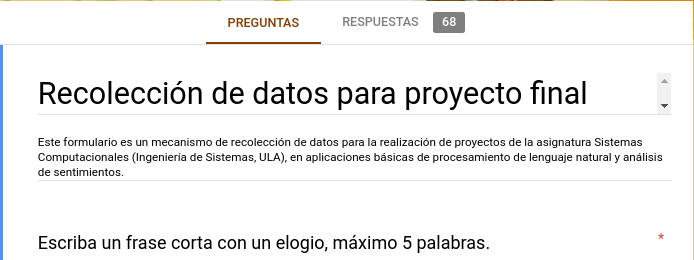 PREGUNTAS RESPUESTAS 68
Recolección de datos para proyecto final
Este formulario es un mecanismo de recolección de datos para la realización de proyectos de la asignatura Sistemas
Computacionales (Ingeniería de Sistemas, ULA), en aplicaciones básicas de procesamiento de lenguaje natural y análisis
de sentimientos.
Escriba un frase corta con un elogio, máximo 5 palabras. *